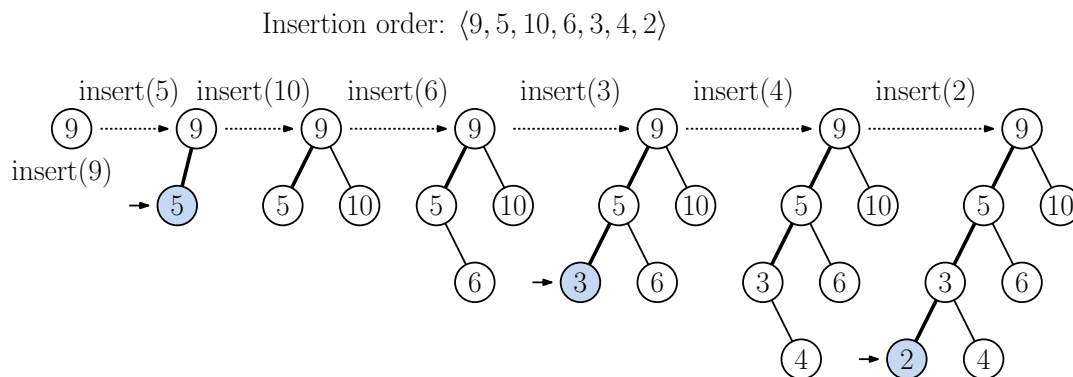 Insertion order: ⟨9, 5, 10, 6, 3, 4, 2⟩
insert(5) insert(10) insert(6) insert(3) insert(4) insert(2)
9 9 9 9 9 9 9
insert(9)
5 5 10 5 10 5 10 5 10 5 10
6 3 6 3 6 3 6
4 2 4